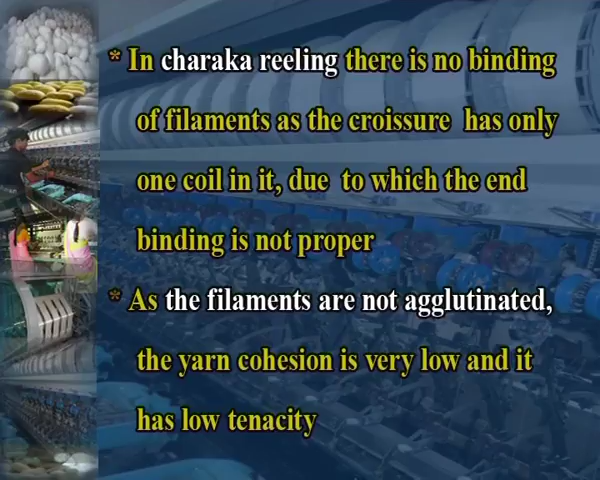 * In charaka reeling there is no binding
of filaments as the croissure has only
one coil in it, due to which the end
binding is not proper
* As the filaments are not agglutinated,
the yarn cohesion is very low and it
has low tenacity